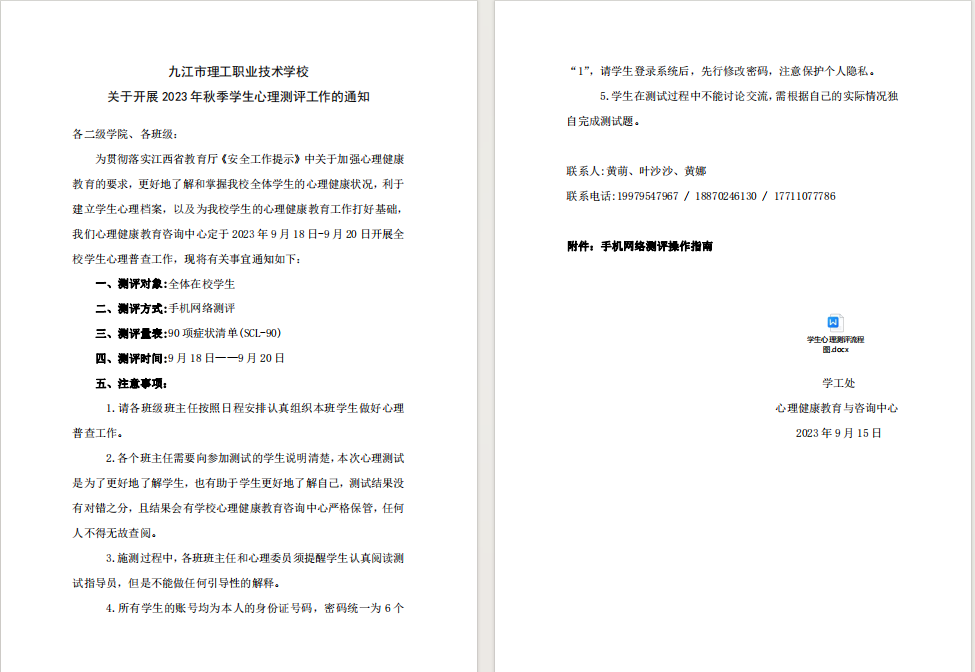 九江市理工职业技术学校
关于开展 2023 年秋季学生心理测评工作的通知
各二级学院、各班级：
为贯彻落实江西省教育厅《安全工作提示》中关于加强心理健康
教育的要求，更好地了解和掌握我校全体学生的心理健康状况，利于
建立学生心理档案，以及为我校学生的心理健康教育工作打好基础，
我们心理健康教育咨询中心定于 2023 年 9 月 18 日-9 月 20 日开展全
校学生心理普查工作，现将有关事宜通知如下：
一、测评对象：全体在校学生
二、测评方式：手机网络测评
三、测评量表：90 项症状清单(SCL-90)
四、测评时间：9 月 18 日——9 月 20 日
五、注意事项：
1.请各班级班主任按照日程安排认真组织本班学生做好心理
普查工作。
2.各个班主任需要向参加测试的学生说明清楚，本次心理测试
是为了更好地了解学生，也有助于学生更好地了解自己，测试结果没
有对错之分，且结果会有学校心理健康教育咨询中心严格保管，任何
人不得无故查阅。
3.施测过程中，各班班主任和心理委员须提醒学生认真阅读测
试指导员，但是不能做任何引导性的解释。
4.所有学生的账号均为本人的身份证号码，密码统一为 6 个
“1”，请学生登录系统后，先行修改密码，注意保护个人隐私。
5.学生在测试过程中不能讨论交流，需根据自己的实际情况独
自完成测试题。
联系人：黄萌、叶沙沙、黄娜
联系电话：19979547967 / 18870246130 / 17711077786
附件：手机网络测评操作指南
学生心理测评流程
图.docx
学工处
心理健康教育与咨询中心
2023 年 9 月 15 日